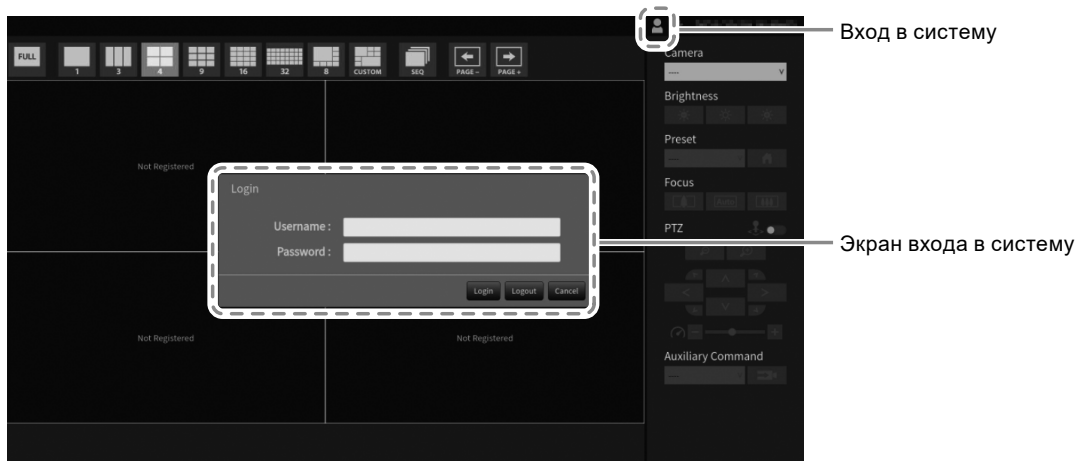 Вход в систему
FULL
1
3
4
9
16
32
8
CUSTOM
SEQ
PAGE -
PAGE +
Camera
----
Brightness
Not Registered
Preset
----
Login
Focus
Auto
Username :
PTZ
Password :
Экран входа в систему
Login Logout Cancel
Not Registered
Not Registered
Auxiliary Command
----